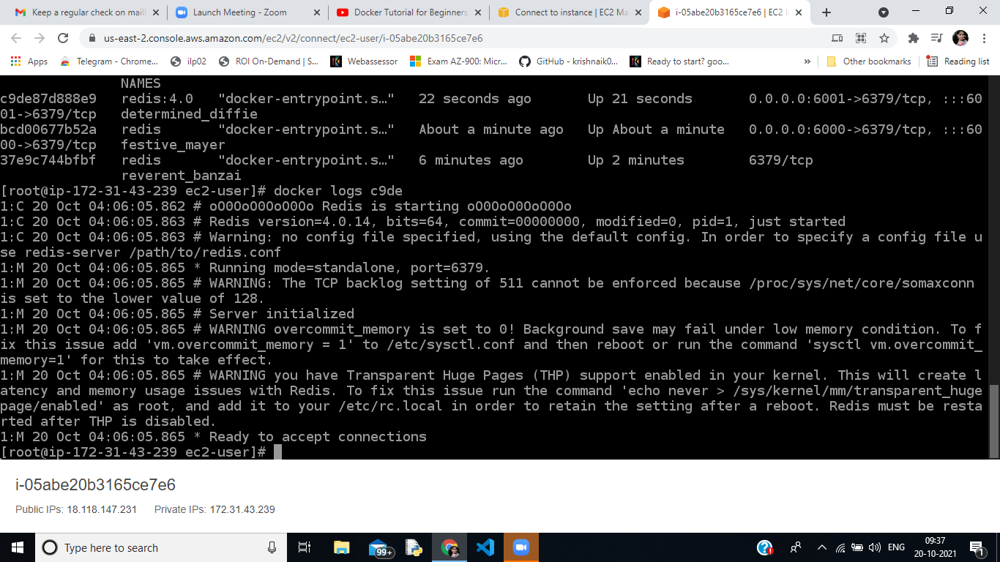 Keep a regular check on mailb
Launch Meeting - Zoom
Docker Tutorial for Beginners
Connect to instance | EC2 Ma
i-05abe20b3165ce7e6 | EC2 I
us-east-2.console.aws.amazon.com/ec2/v2/connect/ec2-user/i-05abe20b3165ce7e6
Apps
Telegram - Chrome...
ilp02
ROI On-Demand | S...
Webassessor
Exam AZ-900: Micr...
GitHub - krishnaik0...
Ready to start? goo...
»
Other bookmarks
Reading list
NAMES
c9de87d888e9   redis:4.0   "docker-entrypoint.s…"   22 seconds ago       Up 21 seconds       0.0.0.0:6001->6379/tcp, :::60
01->6379/tcp   determined_diffie
bcd00677b52a   redis       "docker-entrypoint.s…"   About a minute ago   Up About a minute   0.0.0.0:6000->6379/tcp, :::60
00->6379/tcp   festive_mayer
37e9c744bfbf   redis       "docker-entrypoint.s…"   6 minutes ago        Up 2 minutes        6379/tcp
reverent_banzai
[root@ip-172-31-43-239 ec2-user]# docker logs c9de
1:C 20 Oct 04:06:05.862 # oO0OoO0OoO0Oo Redis is starting oO0OoO0OoO0Oo
1:C 20 Oct 04:06:05.863 # Redis version=4.0.14, bits=64, commit=00000000, modified=0, pid=1, just started
1:C 20 Oct 04:06:05.863 # Warning: no config file specified, using the default config. In order to specify a config file u
se redis-server /path/to/redis.conf
1:M 20 Oct 04:06:05.865 * Running mode=standalone, port=6379.
1:M 20 Oct 04:06:05.865 # WARNING: The TCP backlog setting of 511 cannot be enforced because /proc/sys/net/core/somaxconn
is set to the lower value of 128.
1:M 20 Oct 04:06:05.865 # Server initialized
1:M 20 Oct 04:06:05.865 # WARNING overcommit_memory is set to 0! Background save may fail under low memory condition. To f
ix this issue add 'vm.overcommit_memory = 1' to /etc/sysctl.conf and then reboot or run the command 'sysctl vm.overcommit_
memory=1' for this to take effect.
1:M 20 Oct 04:06:05.865 # WARNING you have Transparent Huge Pages (THP) support enabled in your kernel. This will create l
atency and memory usage issues with Redis. To fix this issue run the command 'echo never > /sys/kernel/mm/transparent_huge
page/enabled' as root, and add it to your /etc/rc.local in order to retain the setting after a reboot. Redis must be resta
rted after THP is disabled.
1:M 20 Oct 04:06:05.865 * Ready to accept connections
[root@ip-172-31-43-239 ec2-user]#
i-05abe20b3165ce7e6
Public IPs: 18.118.147.231 Private IPs: 172.31.43.239
Type here to search
99+
ENG
09:37
20-10-2021
1